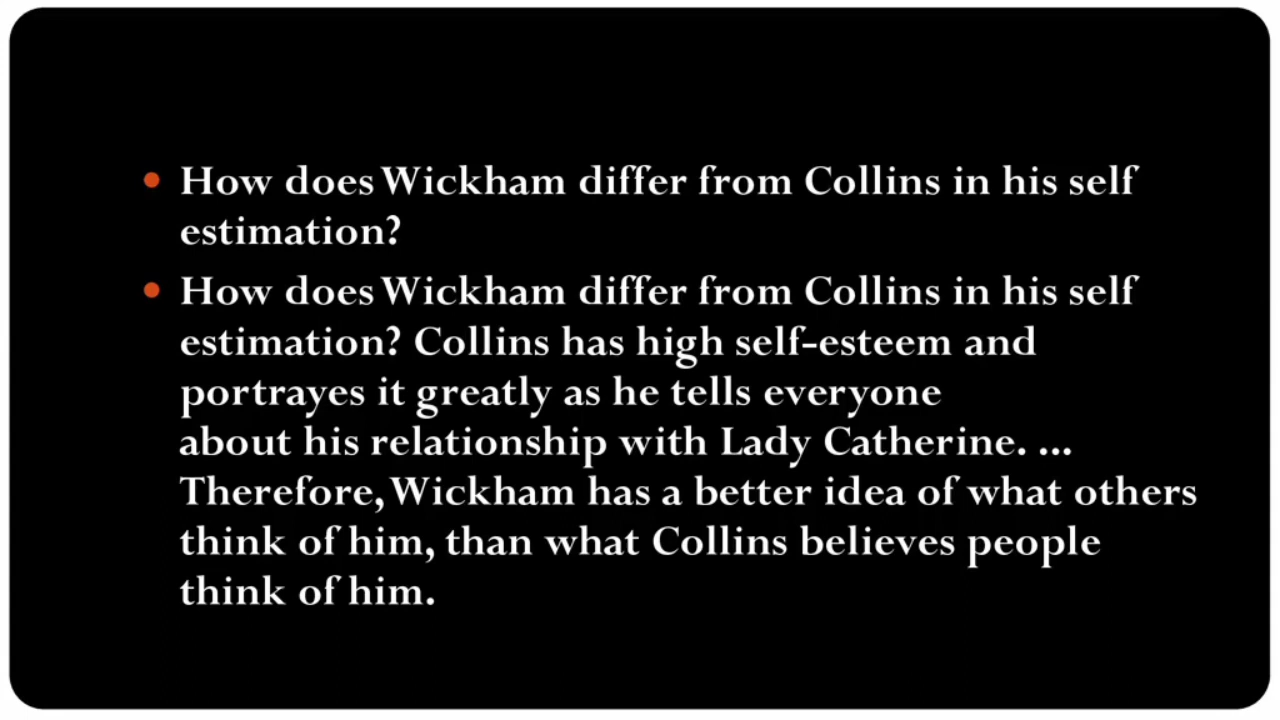 • How does Wickham differ from Collins in his self
estimation?
• How does Wickham differ from Collins in his self
estimation? Collins has high self-esteem and
portrayes it greatly as he tells everyone
about his relationship with Lady Catherine. ...
Therefore, Wickham has a better idea of what others
think of him, than what Collins believes people
think of him.